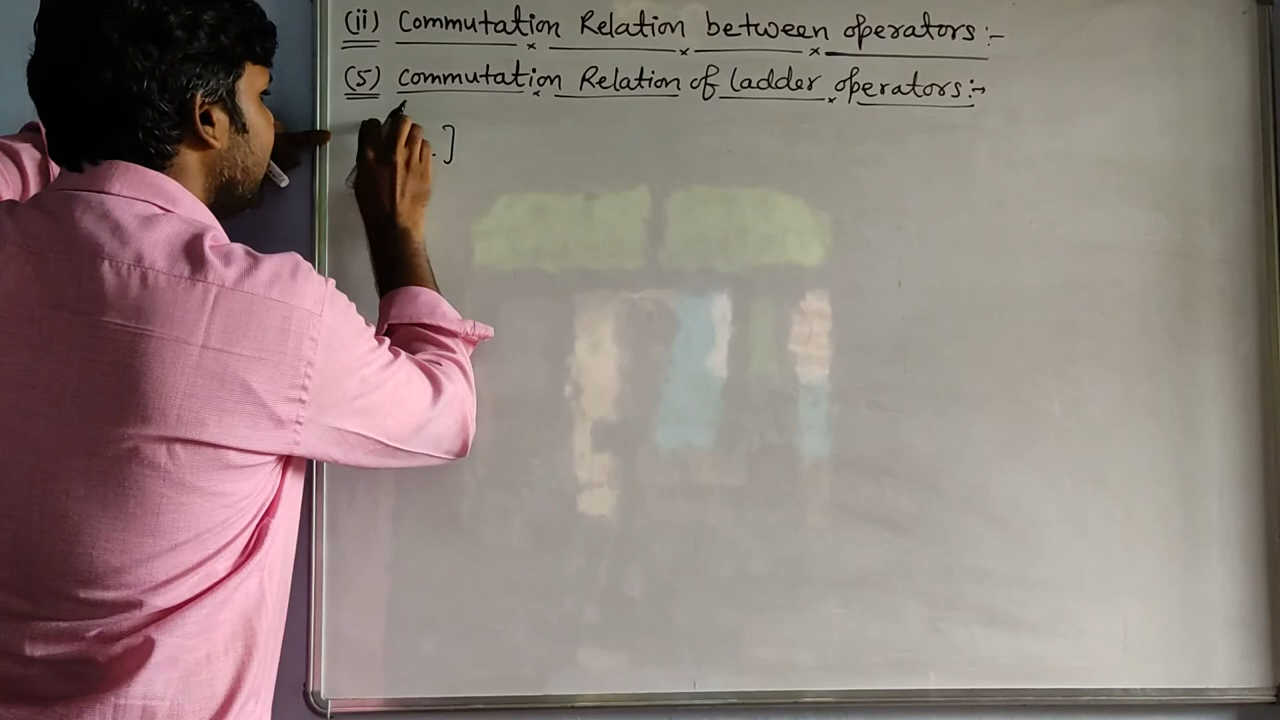 (ii) Commutation Relation between operators:-
(5) Commutation Relation of ladder operators:→
]